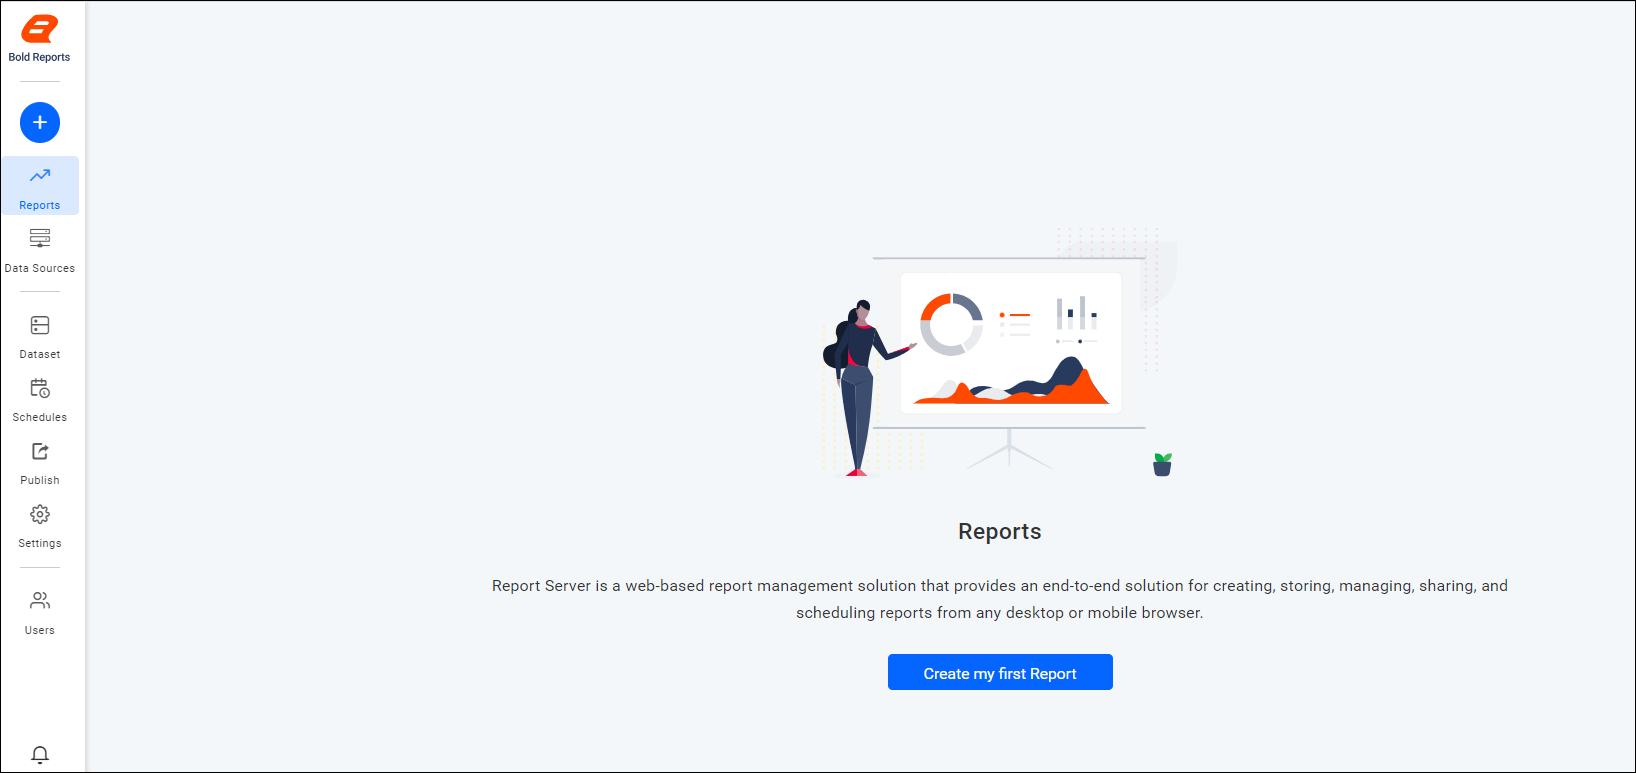 Bold Reports
Reports
Data Sources
Dataset
Schedules
Publish
Settings
Users
Reports
Report Server is a web-based report management solution that provides an end-to-end solution for creating, storing, managing, sharing, and
scheduling reports from any desktop or mobile browser.
Create my first Report